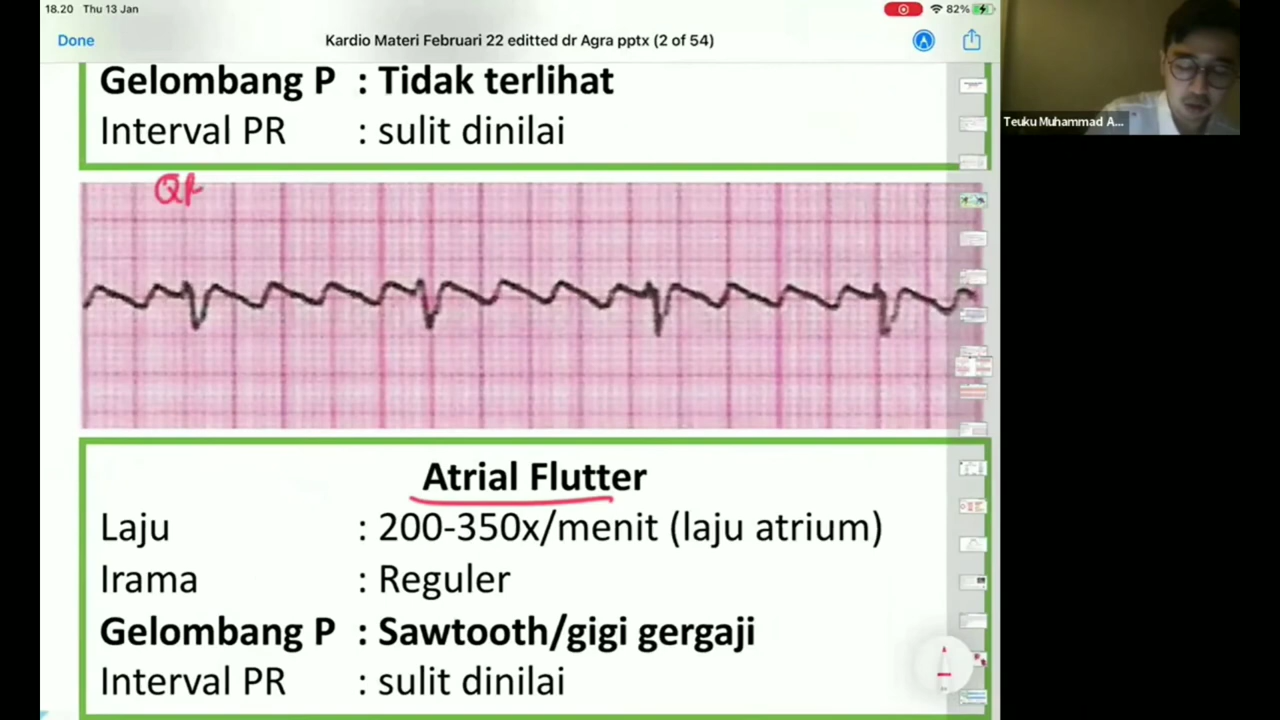 18.20 Thu 13 Jan
82%
Done
Kardio Materi Februari 22 editted dr Agra pptx (2 of 54)
Teuku Muhammad A...
Gelombang P : Tidak terlihat
Interval PR : sulit dinilai
Atrial Flutter
Laju : 200-350x/menit (laju atrium)
Irama : Reguler
Gelombang P : Sawtooth/gigi gergaji
Interval PR : sulit dinilai